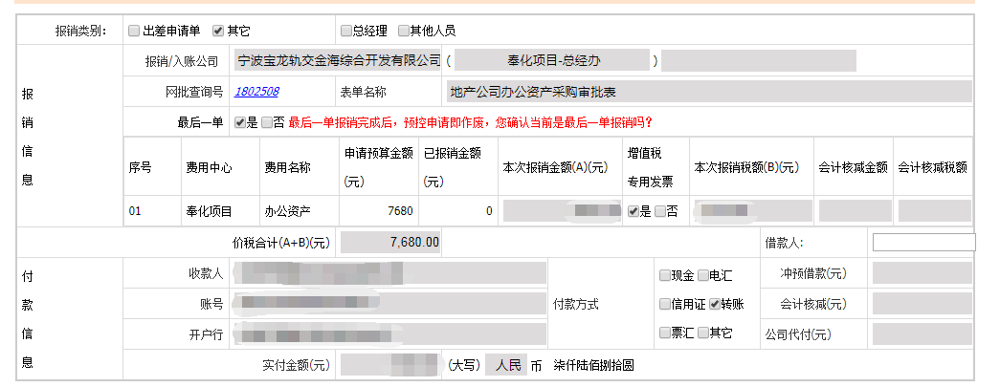 报销类别: 出差申请单 其它 总经理 其他人员
报销/入账公司 宁波宝龙轨交金海综合开发有限公司 ( 奉化项目-总经办 )
网批查询号 1802508 表单名称 地产公司办公资产采购审批表
报销信息
最后一单 是 否 最后一单报销完成后，预控申请即作废，您确认当前是最后一单报销吗?
序号 费用中心 费用名称 申请预算金额(元) 已报销金额(元) 本次报销金额(A)(元) 增值税专用发票 本次报销税额(B)(元) 会计核减金额 会计核减税额
01 奉化项目 办公资产 7680 0 是 否
价税合计(A+B)(元) 7,680.00 借款人:
付款信息
收款人 现金 电汇 冲预借款(元)
账号 付款方式 信用证 转账 会计核减(元)
开户行 票汇 其它 公司代付(元)
实付金额(元) (大写) 人民 币 柒仟陆佰捌拾圆